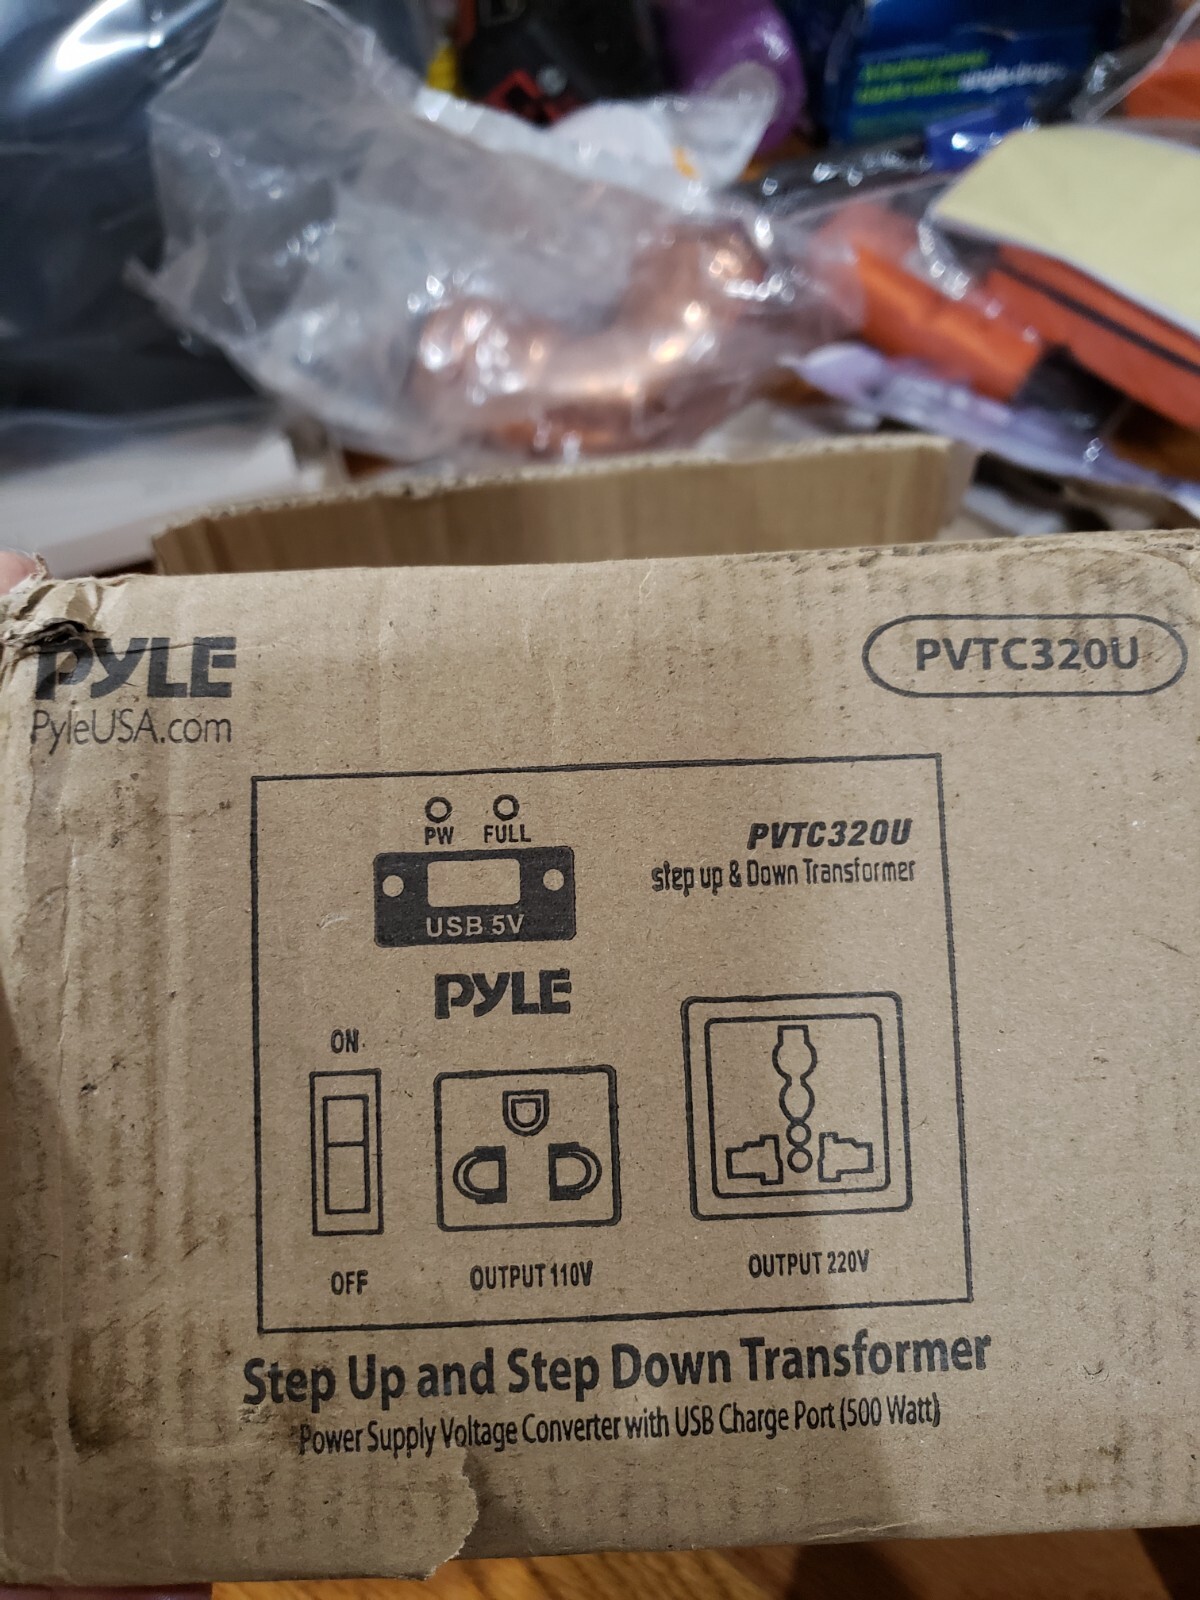 PYLE
PyleUSA.com
PVTC320U
PW FULL
USB 5V
PVTC320U
step up & Down Transformer
PYLE
ON
OFF
OUTPUT 110V
OUTPUT 220V
Step Up and Step Down Transformer
Power Supply Voltage Converter with USB Charge Port (500 Watt)